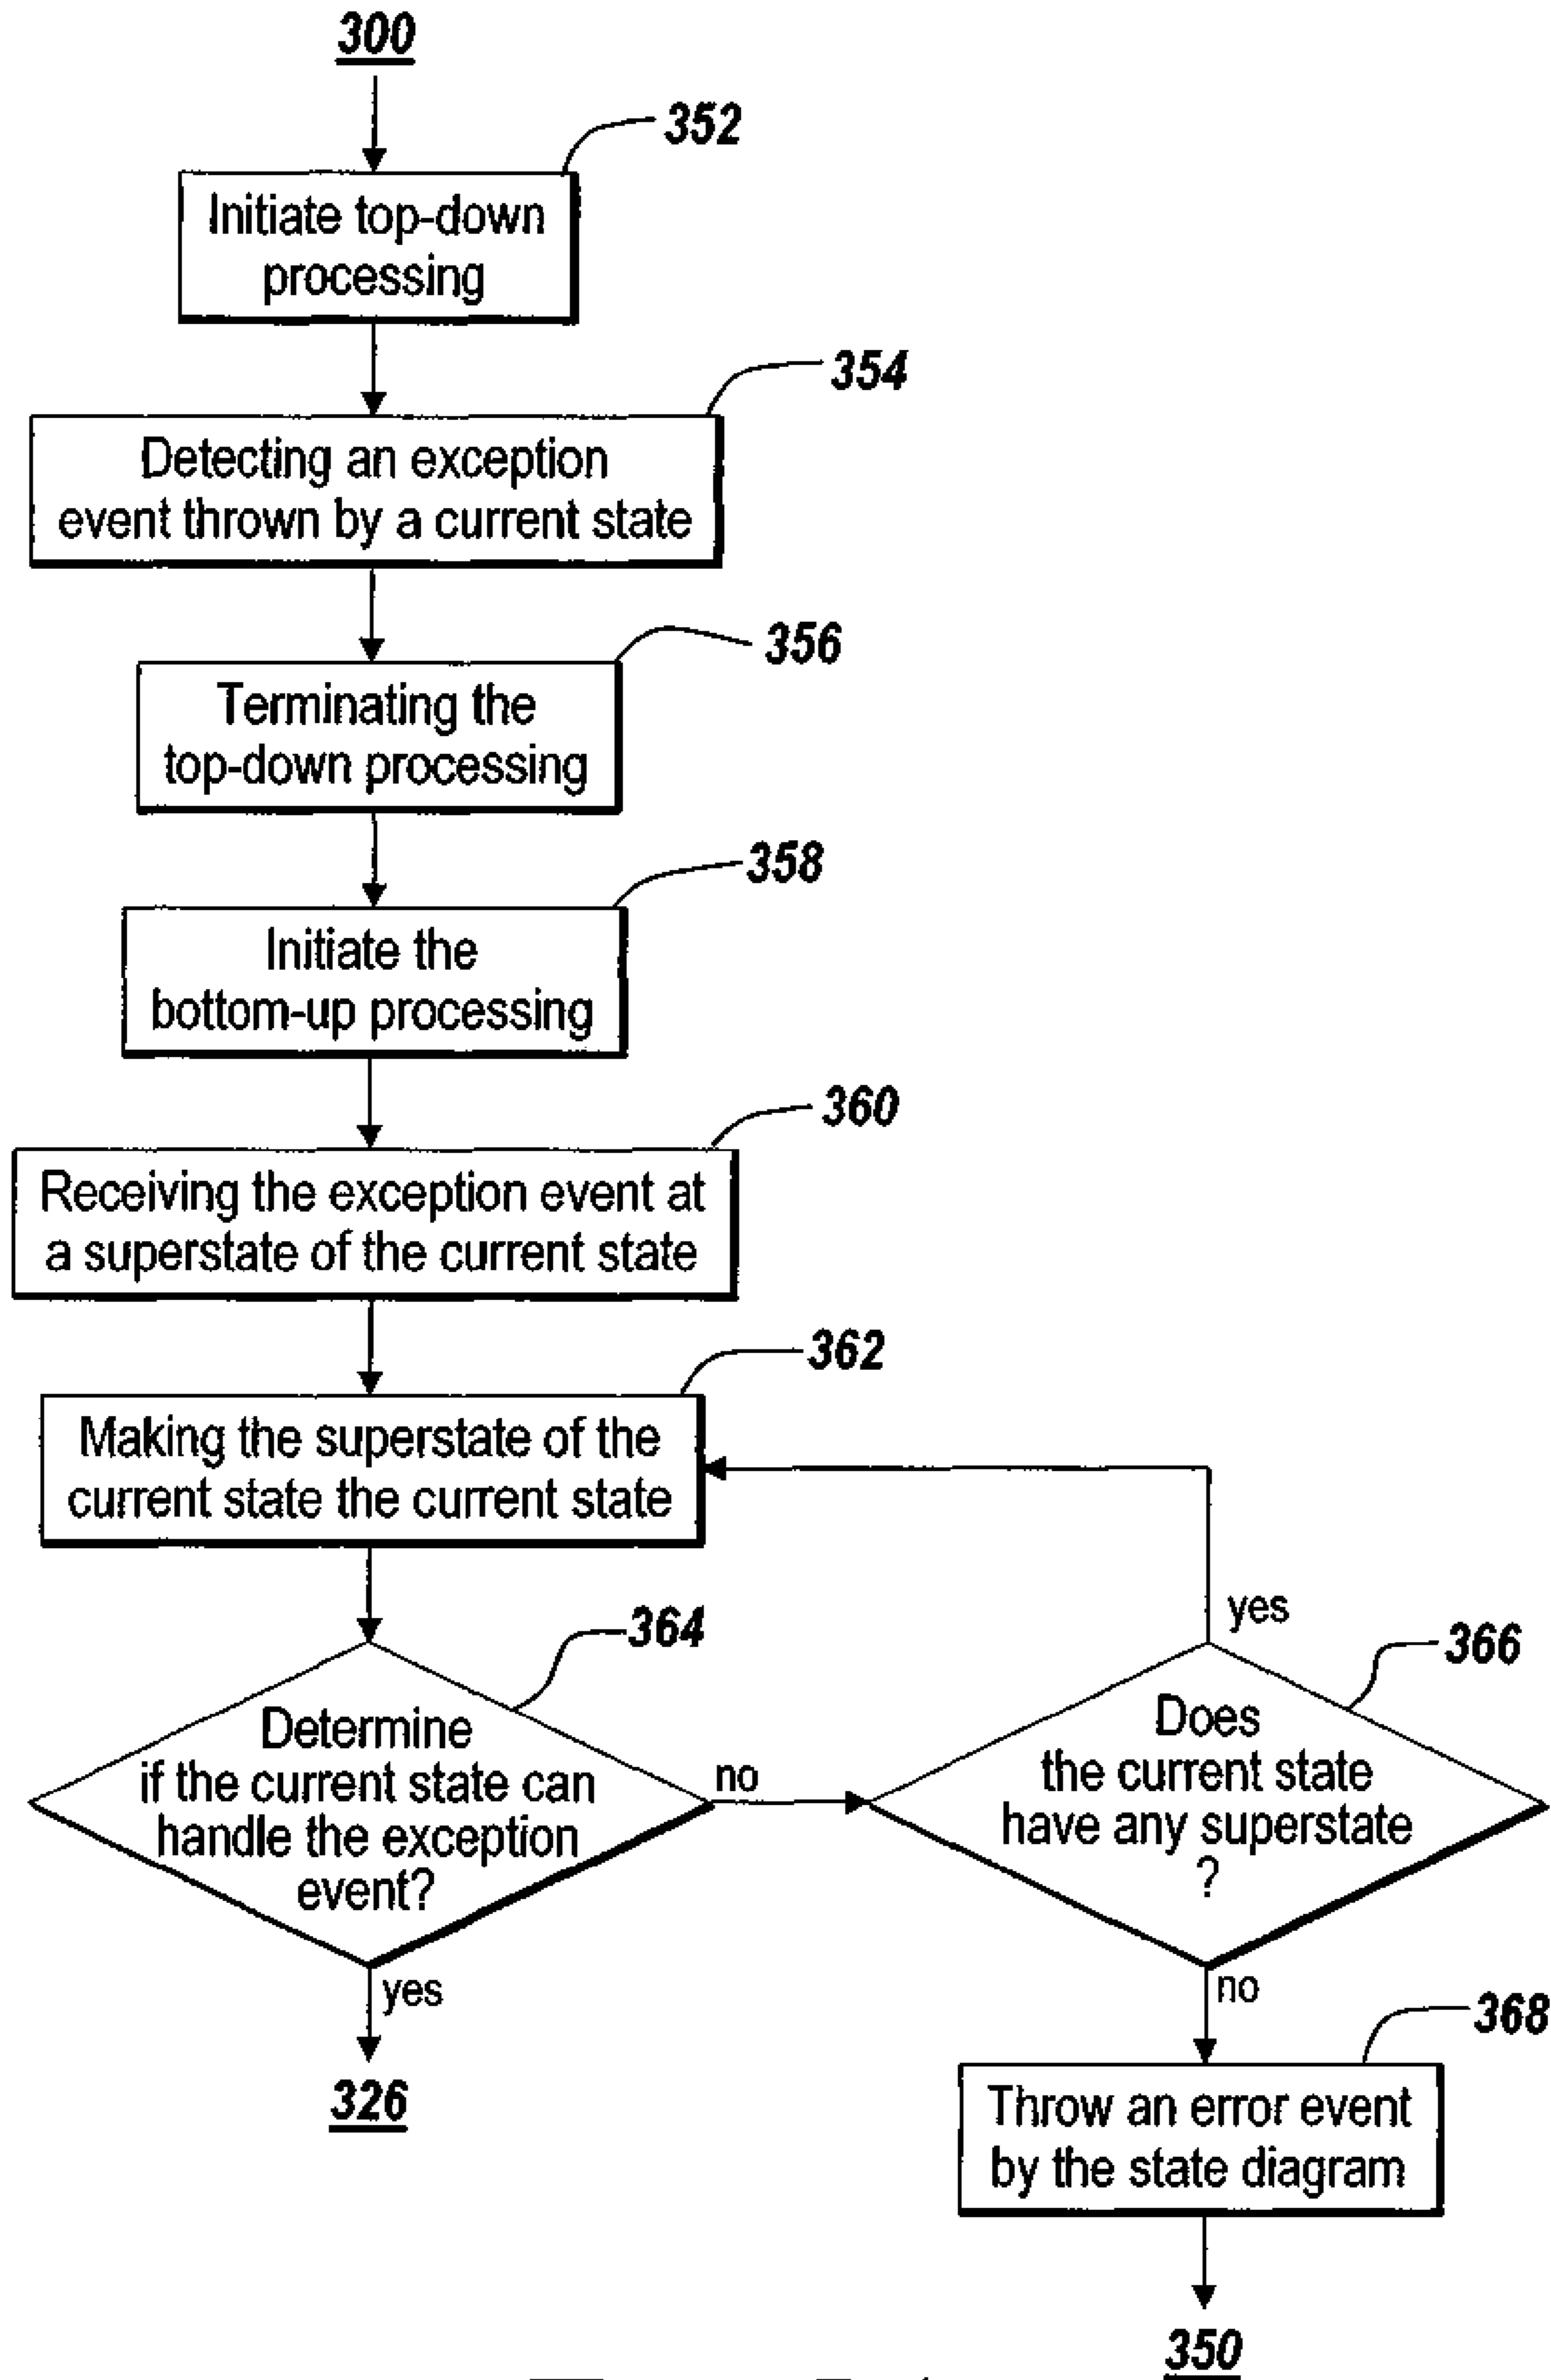 300
352
Initiate top-down
processing
354
Detecting an exception
event thrown by a current state
356
Terminating the
top-down processing
358
Initiate the
bottom-up processing
360
Receiving the exception event at
a superstate of the current state
362
Making the superstate of the
current state the current state
364
Determine
if the current state can
handle the exception
event?
no
yes
326
366
Does
the current state
have any superstate
?
yes
no
368
Throw an error event
by the state diagram
350